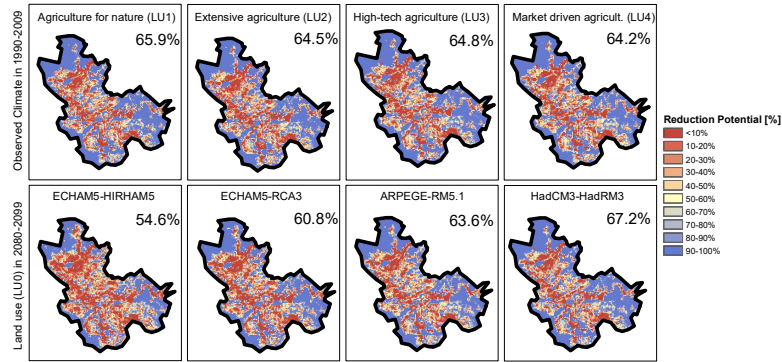 Observed Climate in 1990-2009
Agriculture for nature (LU1)
65.9%
Extensive agriculture (LU2)
64.5%
High-tech agriculture (LU3)
64.8%
Market driven agricult. (LU4)
64.2%
Land use (LU0) in 2080-2099
ECHAM5-HIRHAM5
54.6%
ECHAM5-RCA3
60.8%
ARPEGE-RM5.1
63.6%
HadCM3-HadRM3
67.2%
Reduction Potential [%]
<10%
10-20%
20-30%
30-40%
40-50%
50-60%
60-70%
70-80%
80-90%
90-100%